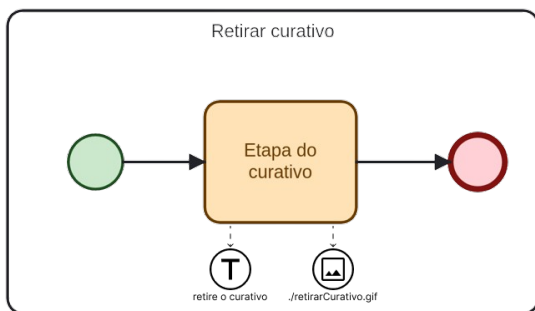 Retirar curativo
Etapa do
curativo
T
retire o curativo
./retirarCurativo.gif